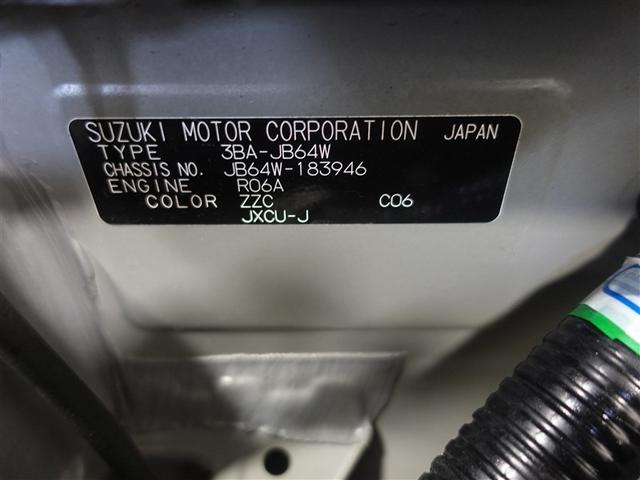 SUZUKI MOTOR CORPORATION JAPAN
TYPE 3BA-JB64W
CHASSIS NO. JB64W-183946
ENGINE R06A
COLOR ZZC C06
JXCU-J